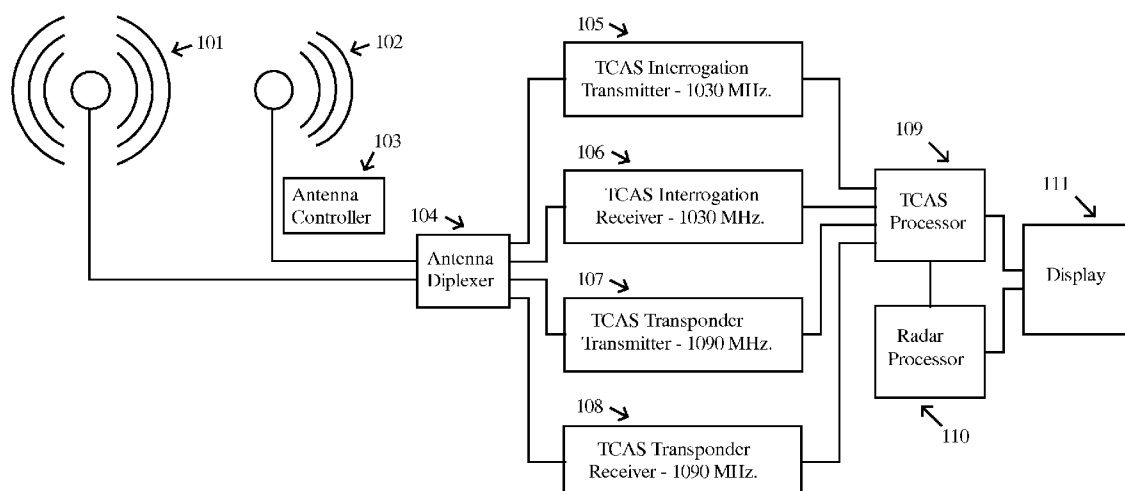 101
102
103
Antenna
Controller
104
Antenna
Diplexer
105
TCAS Interrogation
Transmitter - 1030 MHz.
106
TCAS Interrogation
Receiver - 1030 MHz.
107
TCAS Transponder
Transmitter - 1090 MHz.
108
TCAS Transponder
Receiver - 1090 MHz.
109
TCAS
Processor
Radar
Processor
110
111
Display